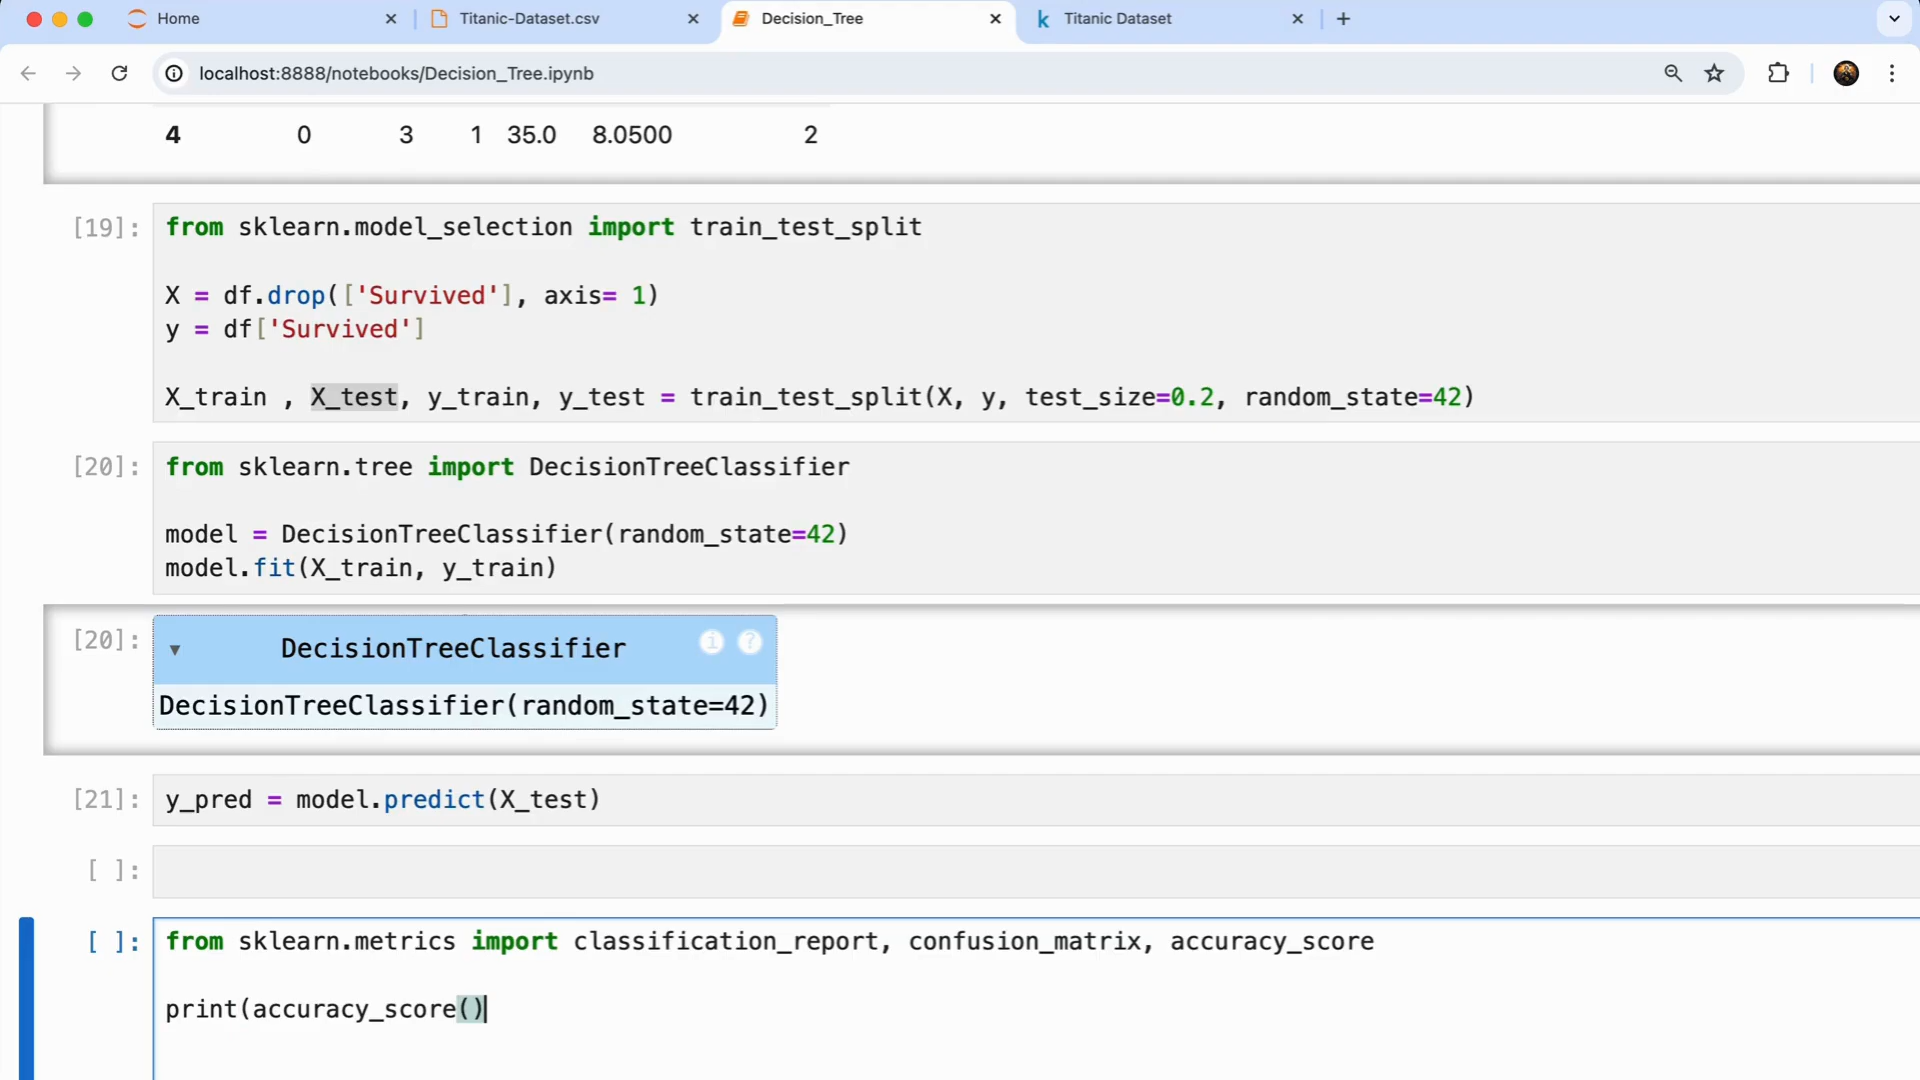 Home
Titanic-Dataset.csv
Decision_Tree
k Titanic Dataset
localhost:8888/notebooks/Decision_Tree.ipynb
4 0 3 1 35.0 8.0500 2
[19]: from sklearn.model_selection import train_test_split
X = df.drop(['Survived'], axis= 1)
y = df['Survived']
X_train , X_test, y_train, y_test = train_test_split(X, y, test_size=0.2, random_state=42)
[20]: from sklearn.tree import DecisionTreeClassifier
model = DecisionTreeClassifier(random_state=42)
model.fit(X_train, y_train)
[20]: ▼ DecisionTreeClassifier i ?
DecisionTreeClassifier(random_state=42)
[21]: y_pred = model.predict(X_test)
[ ]:
[ ]: from sklearn.metrics import classification_report, confusion_matrix, accuracy_score
print(accuracy_score()